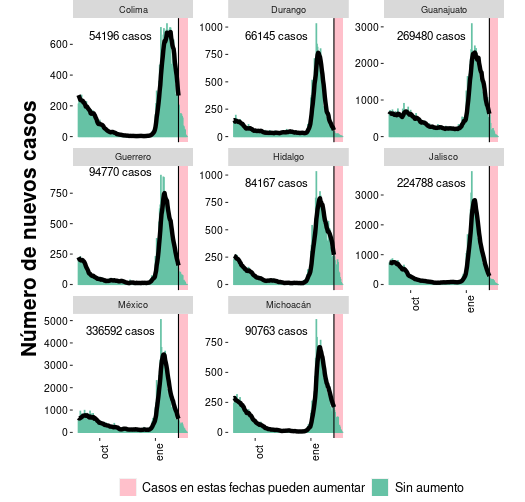 Número de nuevos casos
Colima
54196 casos
600
400
200
0
Durango
66145 casos
1000
750
500
250
0
Guanajuato
269480 casos
3000
2000
1000
0
Guerrero
94770 casos
750
500
250
0
Hidalgo
84167 casos
1000
750
500
250
0
Jalisco
224788 casos
3000
2000
1000
0
oct
ene
México
336592 casos
5000
4000
3000
2000
1000
0
oct
ene
Michoacán
90763 casos
750
500
250
0
oct
ene
Casos en estas fechas pueden aumentar
Sin aumento